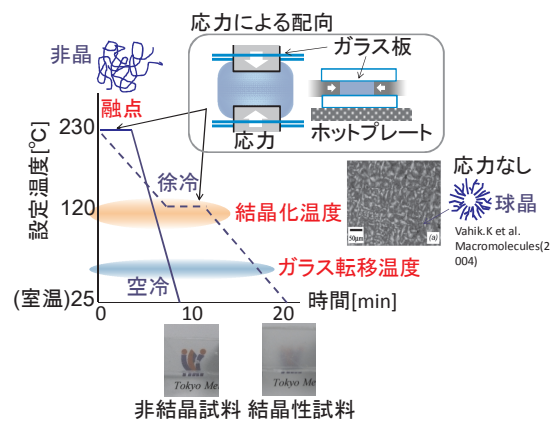 応力による配向
ガラス板
応力
ホットプレート
非晶
融点
設定温度[℃]
230
120
(室温)25
徐冷
結晶化温度
空冷
ガラス転移温度
0
10
20
時間[min]
応力なし
球晶
50μm
(a)
Vahik.K et al.
Macromolecules(2
004)
Tokyo Me
Tokyo Me
非結晶試料
結晶性試料